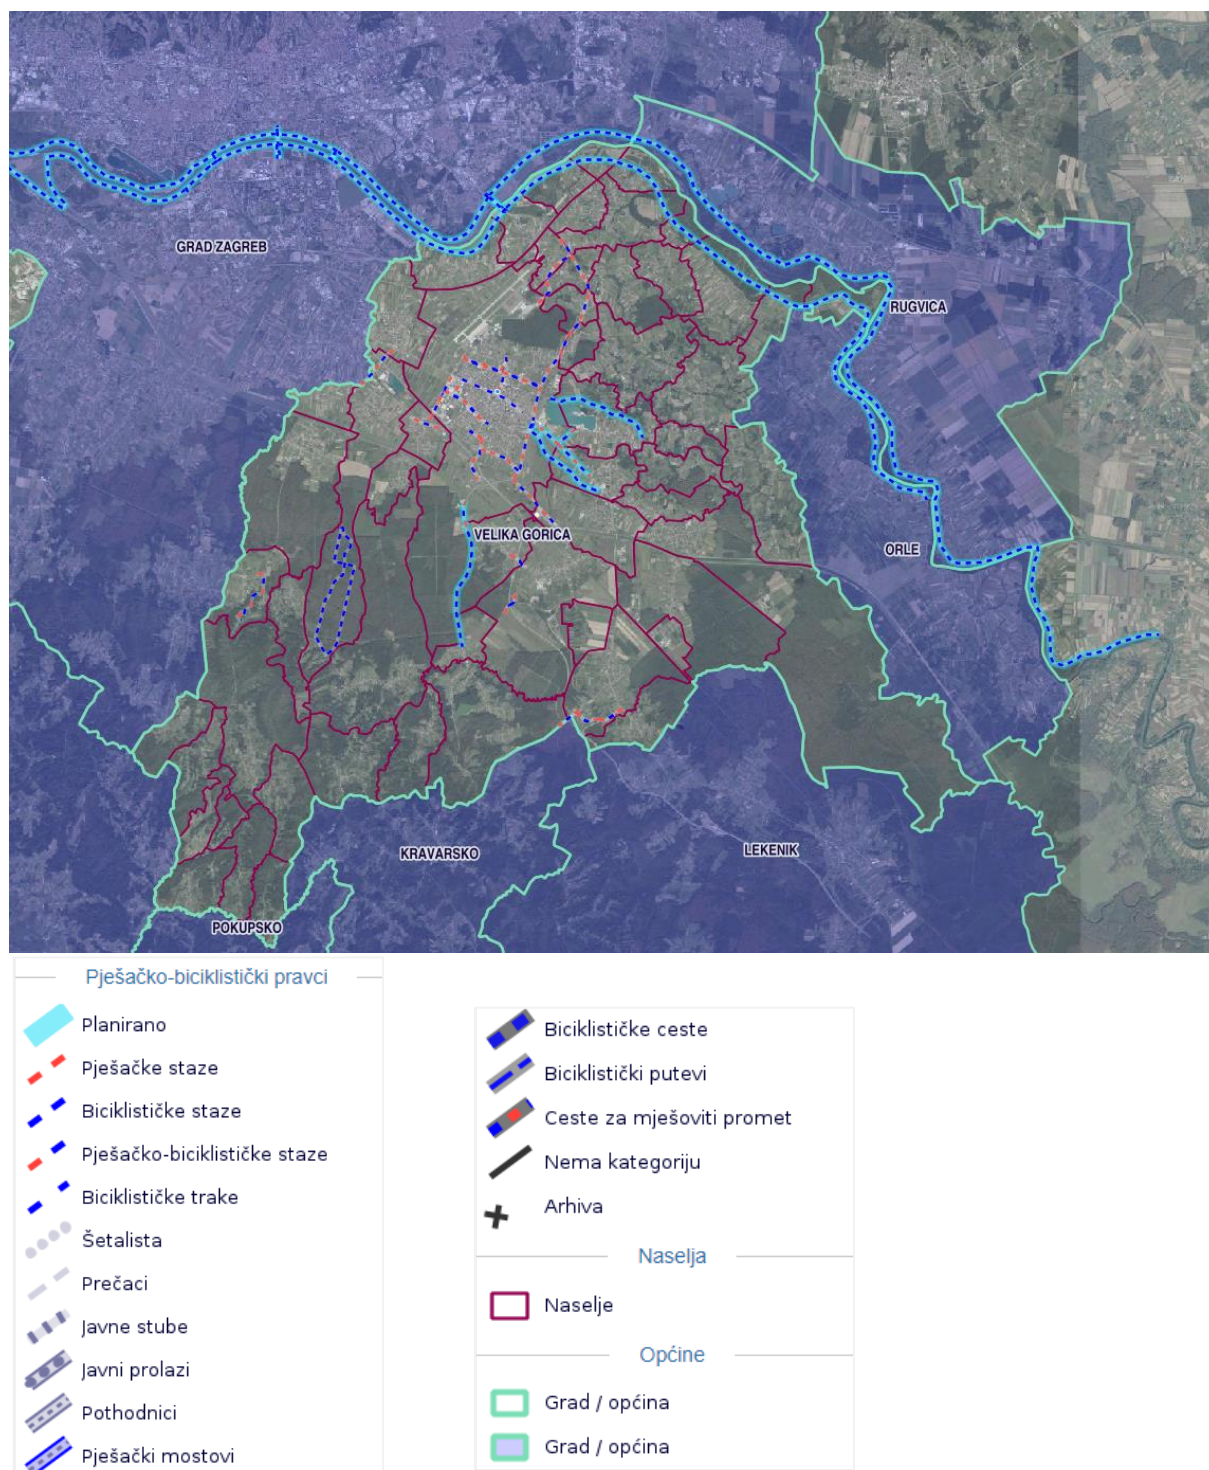 GRAD ZAGREB
RUGVICA
VELIKA GORICA
ORLE
KRAVARSKO
LEKENIK
POKUPSKO
Pješačko-biciklistički pravci
Planirano
Pješačke staze
Biciklističke staze
Pješačko-biciklističke staze
Biciklističke trake
Šetalista
Prečaci
Javne stube
Javni prolazi
Pothodnici
Pješački mostovi
Biciklističke ceste
Biciklistički putevi
Ceste za mješoviti promet
Nema kategoriju
Arhiva
Naselja
Naselje
Općine
Grad / općina
Grad / općina